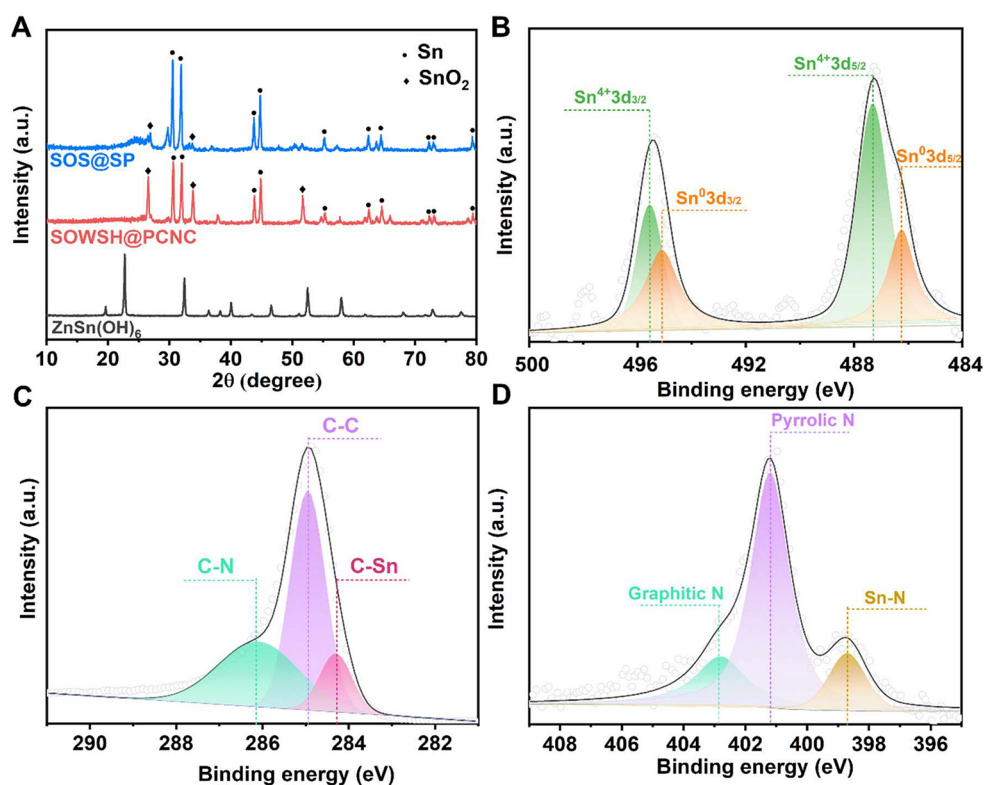 A
Sn
SnO2
SOS@SP
SOWSH@PCNC
ZnSn(OH)6
Intensity (a.u.)
10 20 30 40 50 60 70 80
2θ (degree)
B
Sn4+3d5/2
Sn4+3d3/2
Sn03d5/2
Sn03d3/2
Intensity (a.u.)
500 496 492 488 484
Binding energy (eV)
C
C-C
C-N
C-Sn
Intensity (a.u.)
290 288 286 284 282
Binding energy (eV)
D
Pyrrolic N
Graphitic N
Sn-N
Intensity (a.u.)
408 406 404 402 400 398 396
Binding energy (eV)